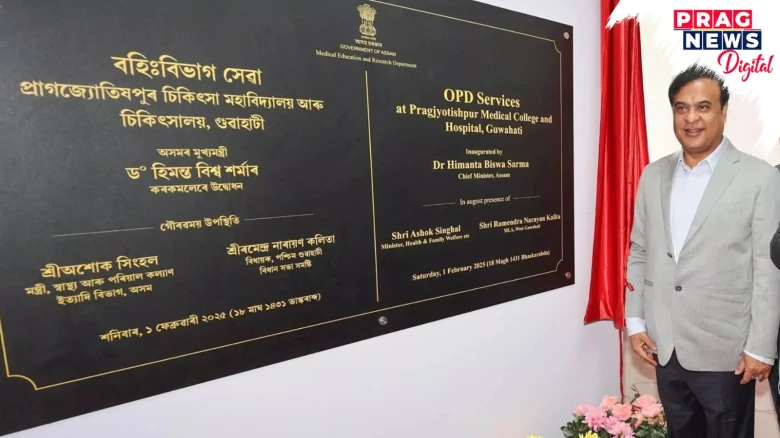 PRAG
NEWS
Digital
অসম চৰকাৰ
GOVERNMENT OF ASSAM
Medical Education and Research Department
বহিঃবিভাগ সেৱা
প্ৰাগজ্যোতিষপুৰ চিকিৎসা মহাবিদ্যালয় আৰু
চিকিৎসালয়, গুৱাহাটী
অসমৰ মুখ্যমন্ত্ৰী
ড° হিমন্ত বিশ্ব শৰ্মাৰ
কৰকমলেৰে উদ্বোধন
গৌৰৱময় উপস্থিতি
শ্ৰীঅশোক সিংহল
মন্ত্ৰী, স্বাস্থ্য আৰু পৰিয়াল কল্যাণ
ইত্যাদি বিভাগ, অসম
শ্ৰীৰমেন্দ্ৰ নাৰায়ণ কলিতা
বিধায়ক, পশ্চিম গুৱাহাটী
বিধান সভা সমষ্টি
শনিবাৰ, ১ ফেব্ৰুৱাৰী ২০২৫ (১৮ মাঘ ১৪৩১ ভাস্কৰাব্দ)
OPD Services
at Pragjyotishpur Medical College and
Hospital, Guwahati
Inaugurated by
Dr Himanta Biswa Sarma
Chief Minister, Assam
In august presence of
Shri Ashok Singhal
Minister, Health & Family Welfare etc
Shri Ramendra Narayan Kalita
MLA, West Guwahati
Saturday, 1 February 2025 (18 Magh 1431 Bhaskarabda)